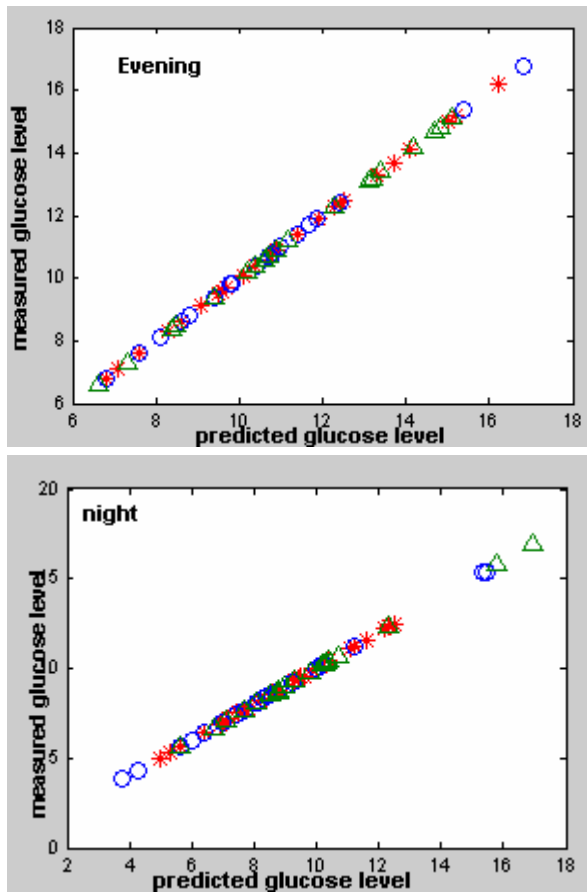 18
Evening
16
14
12
10
8
6
measured glucose level
6 8 10 12 14 16 18
predicted glucose level
20
night
15
10
5
0
measured glucose level
2 4 6 8 10 12 14 16 18
predicted glucose level